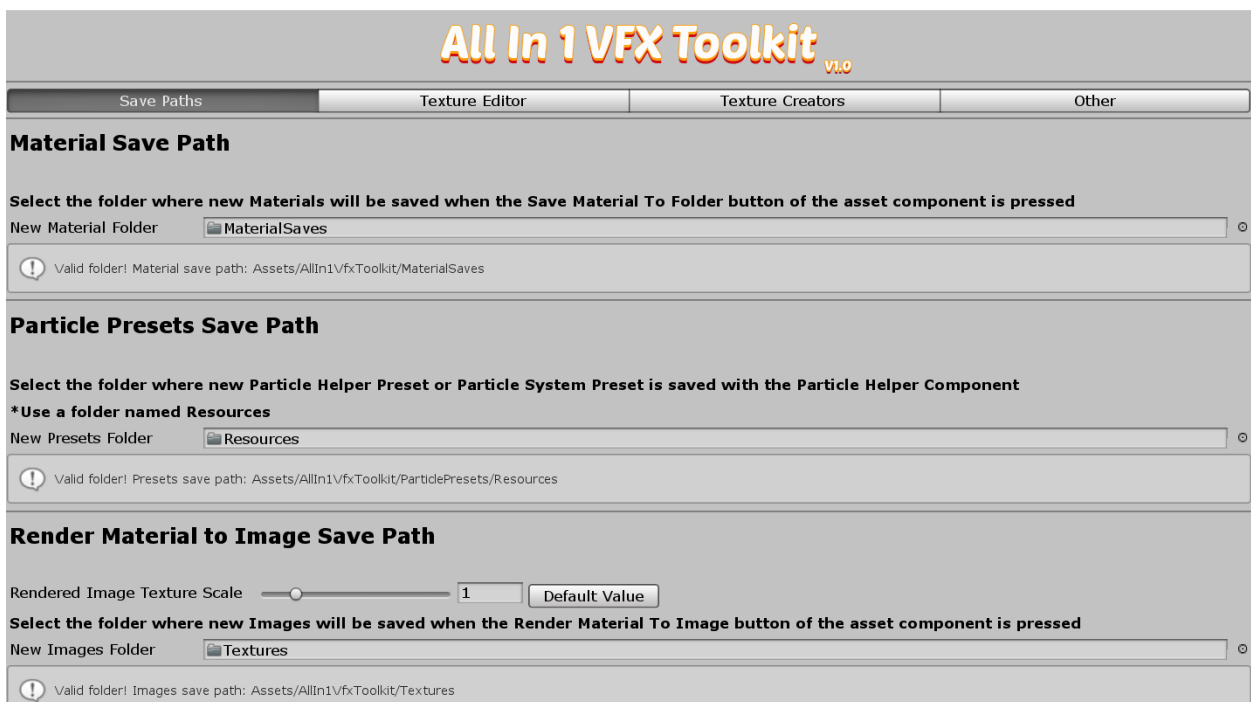 All In 1 VFX Toolkit V1.0
Save Paths Texture Editor Texture Creators Other
Material Save Path
Select the folder where new Materials will be saved when the Save Material To Folder button of the asset component is pressed
New Material Folder MaterialSaves
Valid folder! Material save path: Assets/AllIn1VfxToolkit/MaterialSaves
Particle Presets Save Path
Select the folder where new Particle Helper Preset or Particle System Preset is saved with the Particle Helper Component
*Use a folder named Resources
New Presets Folder Resources
Valid folder! Presets save path: Assets/AllIn1VfxToolkit/ParticlePresets/Resources
Render Material to Image Save Path
Rendered Image Texture Scale 1 Default Value
Select the folder where new Images will be saved when the Render Material To Image button of the asset component is pressed
New Images Folder Textures
Valid folder! Images save path: Assets/AllIn1VfxToolkit/Textures